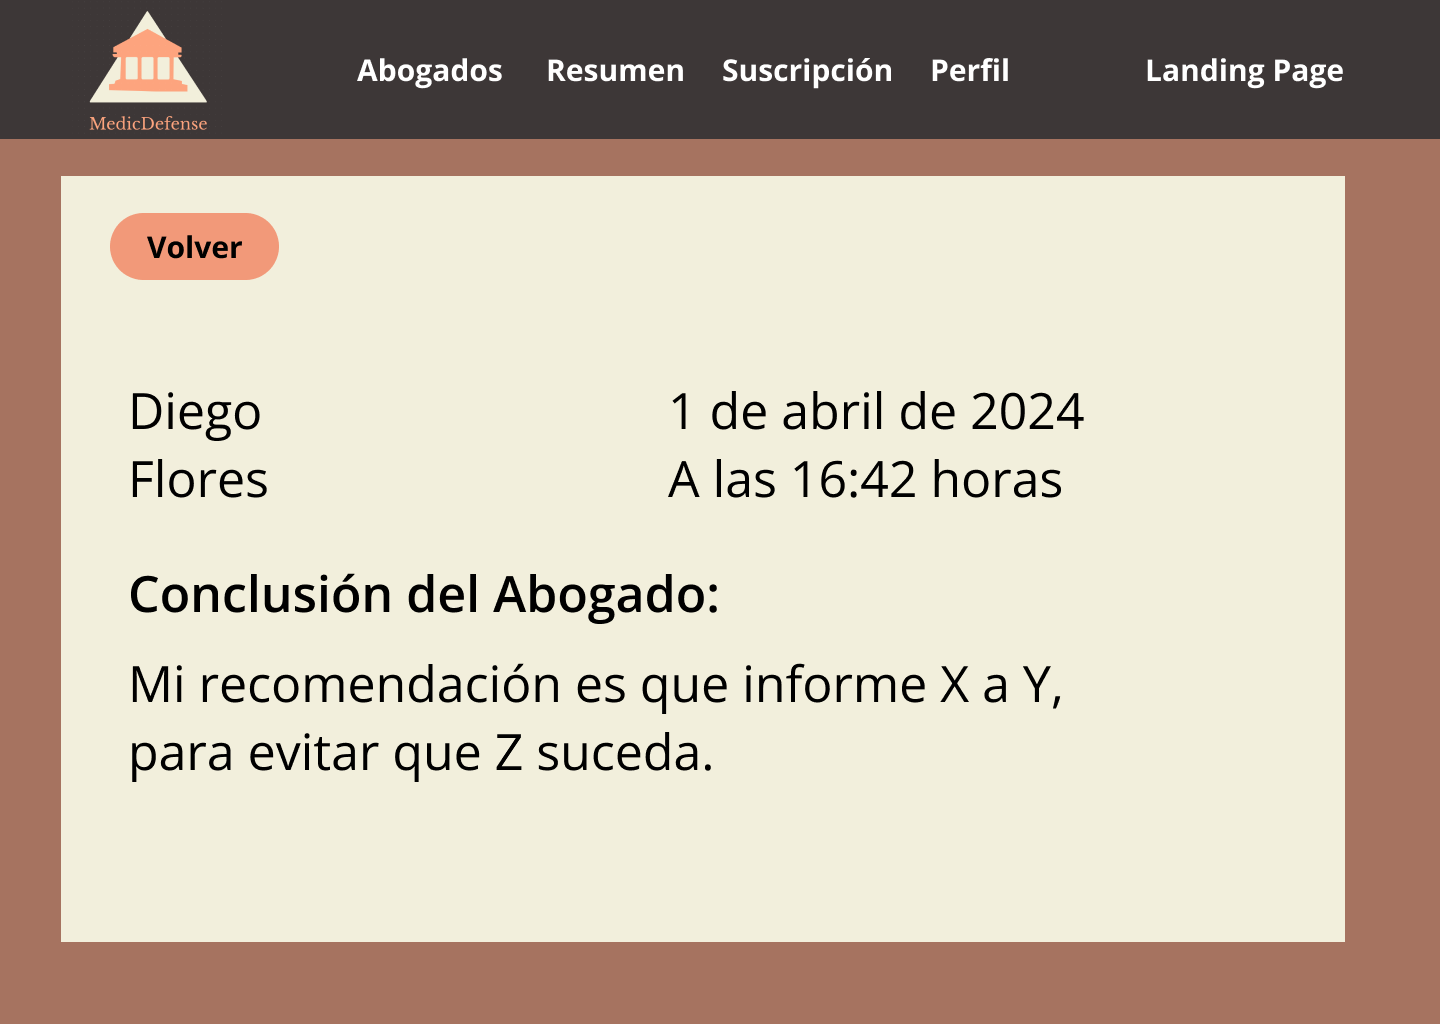 MedicDefense
Abogados
Resumen
Suscripción
Perfil
Landing Page
Volver
Diego
Flores
1 de abril de 2024
A las 16:42 horas
Conclusión del Abogado:
Mi recomendación es que informe X a Y,
para evitar que Z suceda.